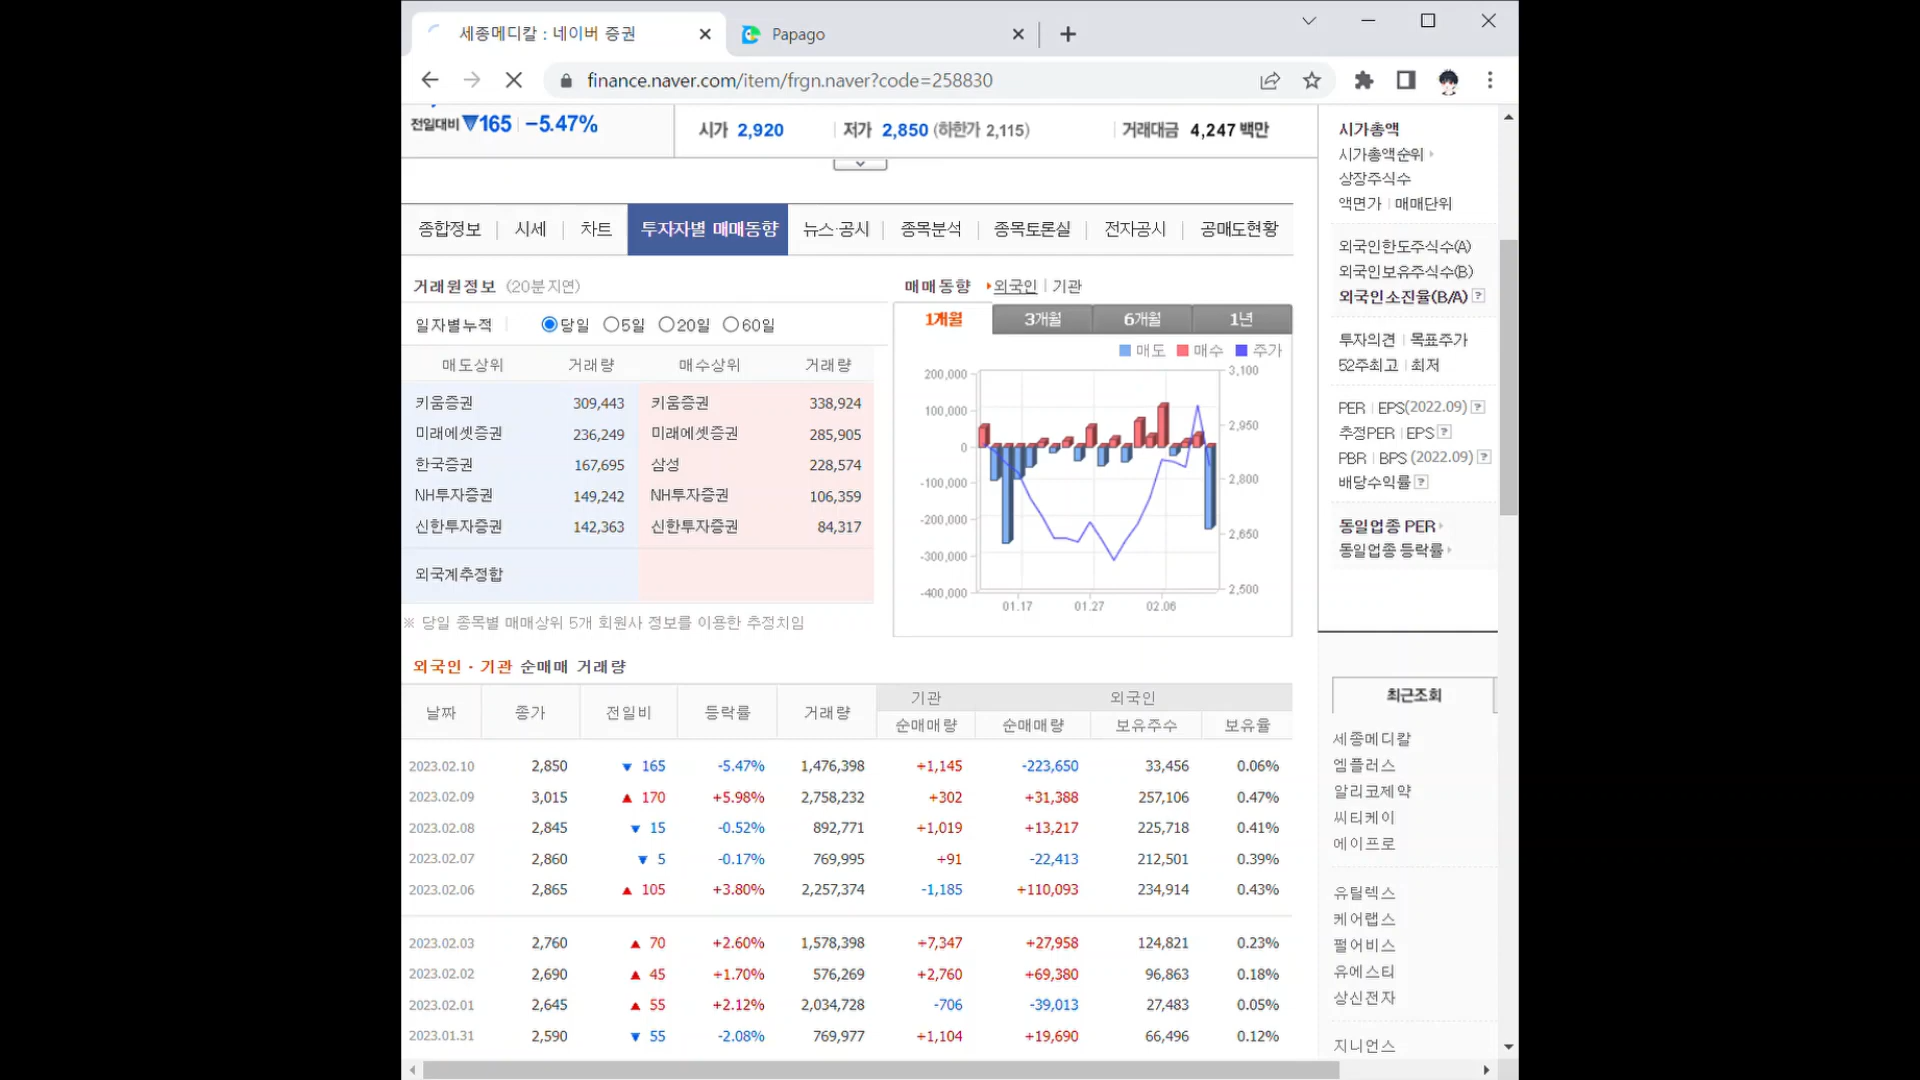 세종메디칼 : 네이버 증권
Papago
finance.naver.com/item/frgn.naver?code=258830
전일대비 ▼165 | −5.47%
시가 2,920 | 저가 2,850 (하한가 2,115) | 거래대금 4,247 백만
종합정보 | 시세 | 차트 | 투자자별 매매동향 | 뉴스·공시 | 종목분석 | 종목토론실 | 전자공시 | 공매도현황
거래원정보 (20분지연)
일자별누적 | 당일 5일 20일 60일
매도상위 거래량 매수상위 거래량
키움증권 309,443 키움증권 338,924
미래에셋증권 236,249 미래에셋증권 285,905
한국증권 167,695 삼성 228,574
NH투자증권 149,242 NH투자증권 106,359
신한투자증권 142,363 신한투자증권 84,317
외국계추정합
※ 당일 종목별 매매상위 5개 회원사 정보를 이용한 추정치임
매매동향 외국인 | 기관
1개월 3개월 6개월 1년
매도 매수 주가
200,000
100,000
0
-100,000
-200,000
-300,000
-400,000
3,100
2,950
2,800
2,650
2,500
01.17 01.27 02.06
외국인 · 기관 순매매 거래량
날짜 종가 전일비 등락률 거래량 기관 외국인
순매매량 순매매량 보유주수 보유율
2023.02.10 2,850 ▼ 165 -5.47% 1,476,398 +1,145 -223,650 33,456 0.06%
2023.02.09 3,015 ▲ 170 +5.98% 2,758,232 +302 +31,388 257,106 0.47%
2023.02.08 2,845 ▼ 15 -0.52% 892,771 +1,019 +13,217 225,718 0.41%
2023.02.07 2,860 ▼ 5 -0.17% 769,995 +91 -22,413 212,501 0.39%
2023.02.06 2,865 ▲ 105 +3.80% 2,257,374 -1,185 +110,093 234,914 0.43%
2023.02.03 2,760 ▲ 70 +2.60% 1,578,398 +7,347 +27,958 124,821 0.23%
2023.02.02 2,690 ▲ 45 +1.70% 576,269 +2,760 +69,380 96,863 0.18%
2023.02.01 2,645 ▲ 55 +2.12% 2,034,728 -706 -39,013 27,483 0.05%
2023.01.31 2,590 ▼ 55 -2.08% 769,977 +1,104 +19,690 66,496 0.12%
시가총액
시가총액순위
상장주식수
액면가 | 매매단위
외국인한도주식수(A)
외국인보유주식수(B)
외국인소진율(B/A) ?
투자의견 | 목표주가
52주최고 | 최저
PER | EPS(2022.09) ?
추정PER | EPS ?
PBR | BPS (2022.09) ?
배당수익률 ?
동일업종 PER
동일업종 등락률
최근조회
세종메디칼
엠플러스
알리코제약
씨티케이
에이프로
유틸렉스
케어랩스
펄어비스
유에스티
상신전자
지니언스